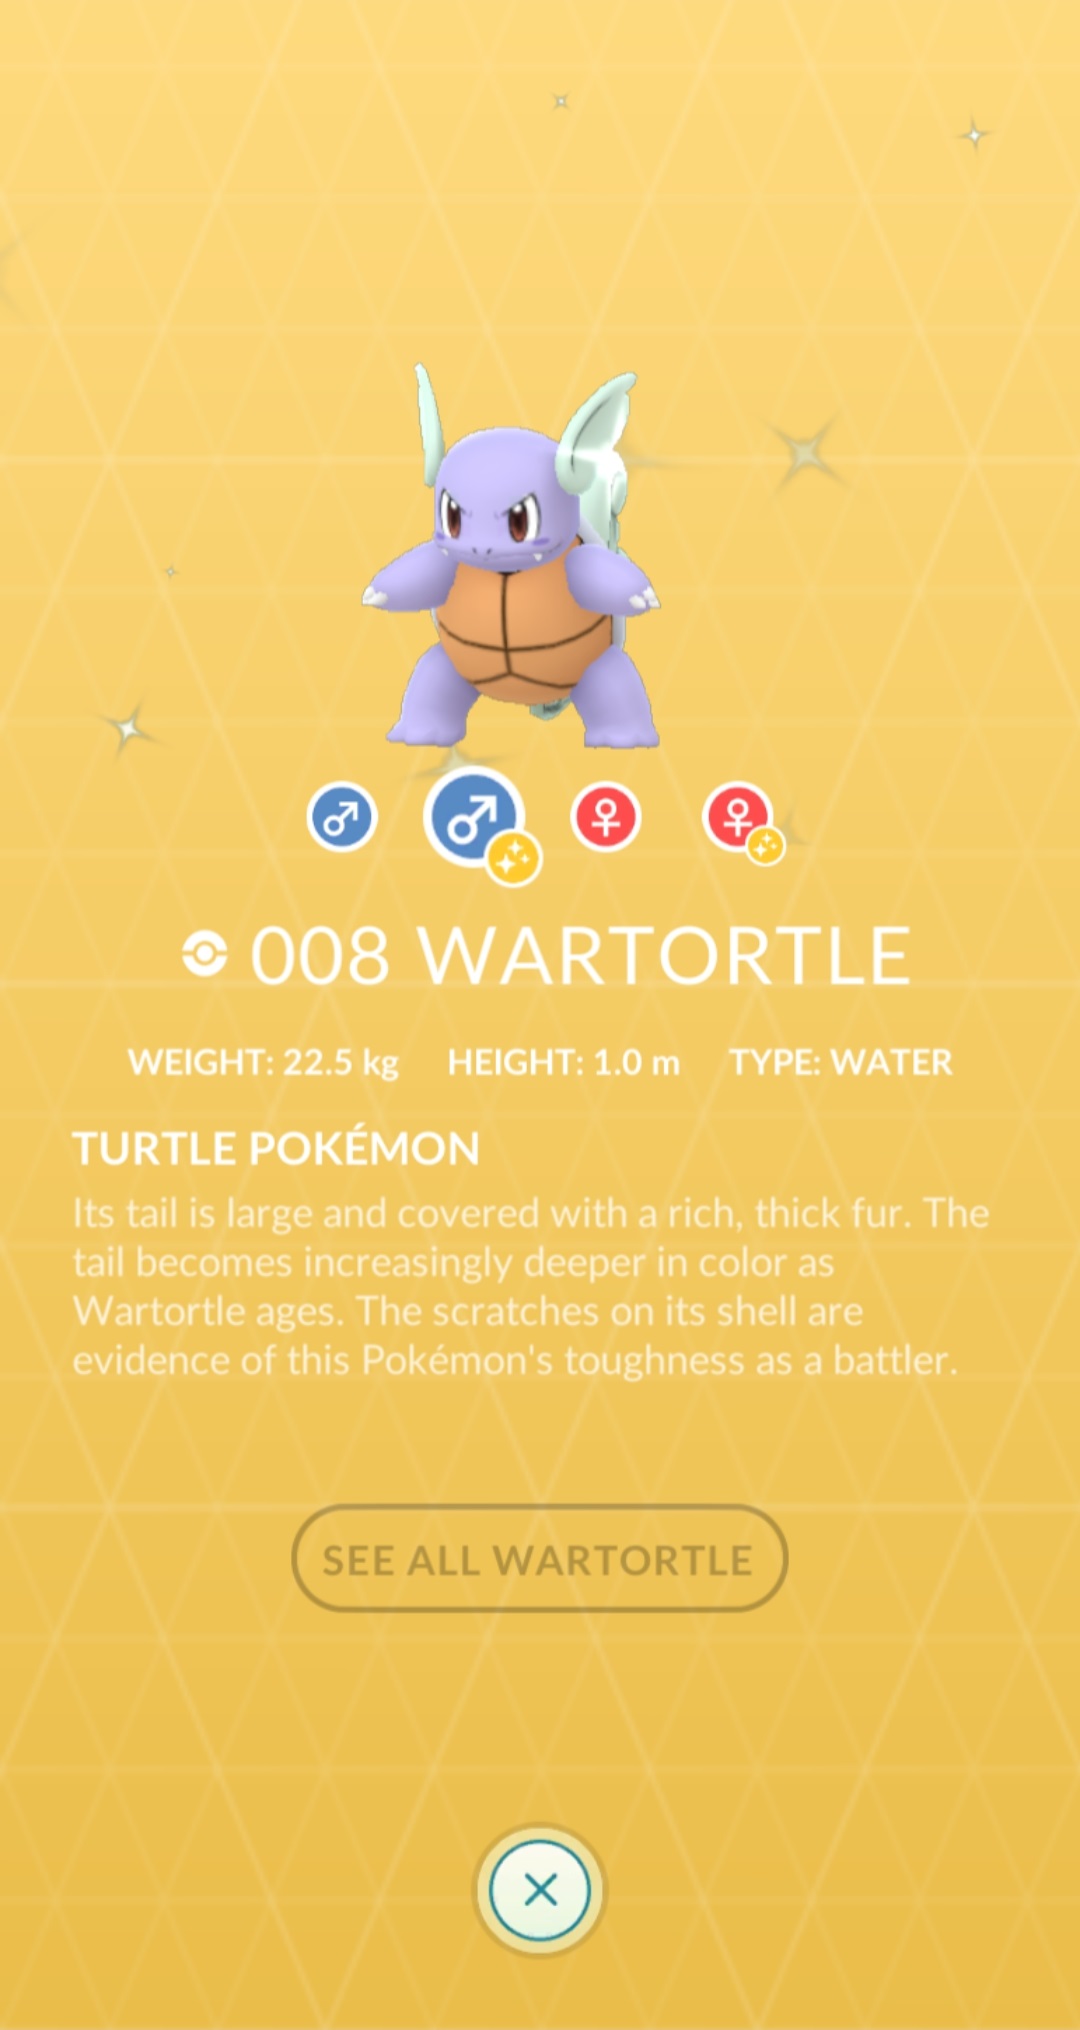 008 WARTORTLE
WEIGHT: 22.5 kg HEIGHT: 1.0 m TYPE: WATER
TURTLE POKÉMON
Its tail is large and covered with a rich, thick fur. The
tail becomes increasingly deeper in color as
Wartortle ages. The scratches on its shell are
evidence of this Pokémon's toughness as a battler.
SEE ALL WARTORTLE